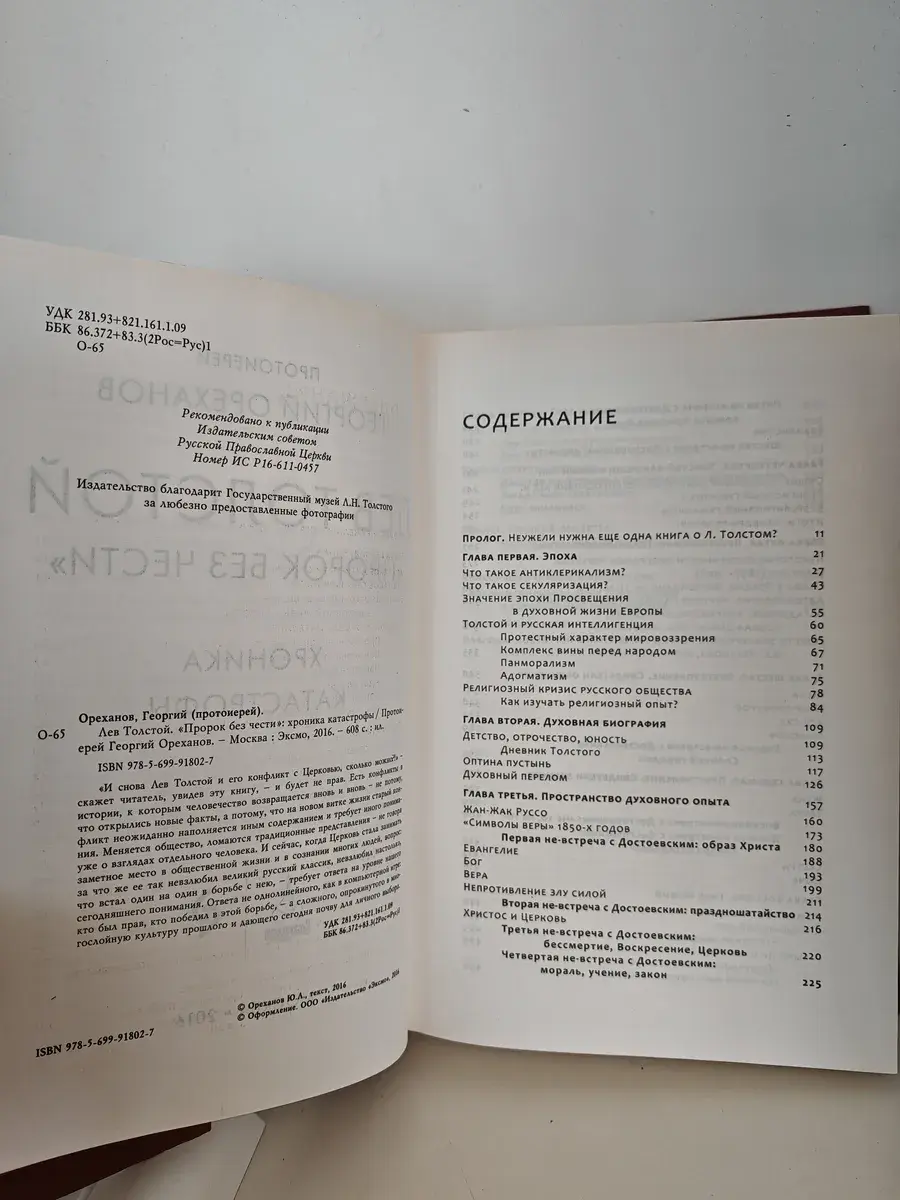 УДК 281.93+821.161.1.09
ББК 86.372+83.3(2Рос=Рус)1
О-65
Рекомендовано к публикации
Издательским советом
Русской Православной Церкви
Номер ИС Р16-611-0457
Издательство благодарит Государственный музей Л.Н. Толстого
за любезно предоставленные фотографии
Ореханов, Георгий (протоиерей).
О-65
Лев Толстой. «Пророк без чести»: хроника катастрофы / Прото-
ерей Георгий Ореханов. – Москва : Эксмо, 2016. – 608 с. : ил.
ISBN 978-5-699-91802-7
«И снова Лев Толстой и его конфликт с Церковью, сколько можно?» –
скажет читатель, увидев эту книгу, – и будет не прав. Есть конфликты в
истории, к которым человечество возвращается вновь и вновь – не потому,
что открылись новые факты, а потому, что на новом витке жизни старый кон-
фликт неожиданно наполняется иным содержанием и требует иного понима-
ния. Меняется общество, ломаются традиционные представления – не говоря
уже о взглядах отдельного человека. И сейчас, когда Церковь стала занимать
заметное место в общественной жизни и в сознании многих людей, вопрос:
за что же ее так невзлюбил великий русский классик, невзлюбил настолько,
что встал один на один в борьбе с нею, – требует ответа на уровне нашего
сегодняшнего понимания. Ответа не однолинейного, как в компьютерной игре:
кто был прав, кто победил в этой борьбе, – а сложного, опрокинутого в мно-
гослойную культуру прошлого и дающего сегодня почву для личного выбора.
УДК 281.93+821.161.1.09
ББК 86.372+83.3(2Рос=Рус)1
© Ореханов Ю.Л., текст, 2016
© Оформление. ООО «Издательство «Эксмо», 2016
ISBN 978-5-699-91802-7
СОДЕРЖАНИЕ
Пролог. Неужели нужна еще одна книга о Л. Толстом? 11
Глава первая. Эпоха 21
Что такое антиклерикализм? 27
Что такое секуляризация? 43
Значение эпохи Просвещения
в духовной жизни Европы 55
Толстой и русская интеллигенция 60
Протестный характер мировоззрения 65
Комплекс вины перед народом 67
Панморализм 71
Адогматизм 75
Религиозный кризис русского общества 78
Как изучать религиозный опыт? 84
Глава вторая. Духовная биография 109
Детство, отрочество, юность 109
Дневник Толстого 113
Оптина пустынь 117
Духовный перелом 126
Глава третья. Пространство духовного опыта 157
Жан-Жак Руссо 160
«Символы веры» 1850-х годов 173
Первая не-встреча с Достоевским: образ Христа 180
Евангелие 188
Бог 193
Вера 199
Непротивление злу силой 211
Вторая не-встреча с Достоевским: праздношатайство 214
Христос и Церковь 216
Третья не-встреча с Достоевским:
бессмертие, Воскресение, Церковь 220
Четвертая не-встреча с Достоевским:
мораль, учение, закон 225